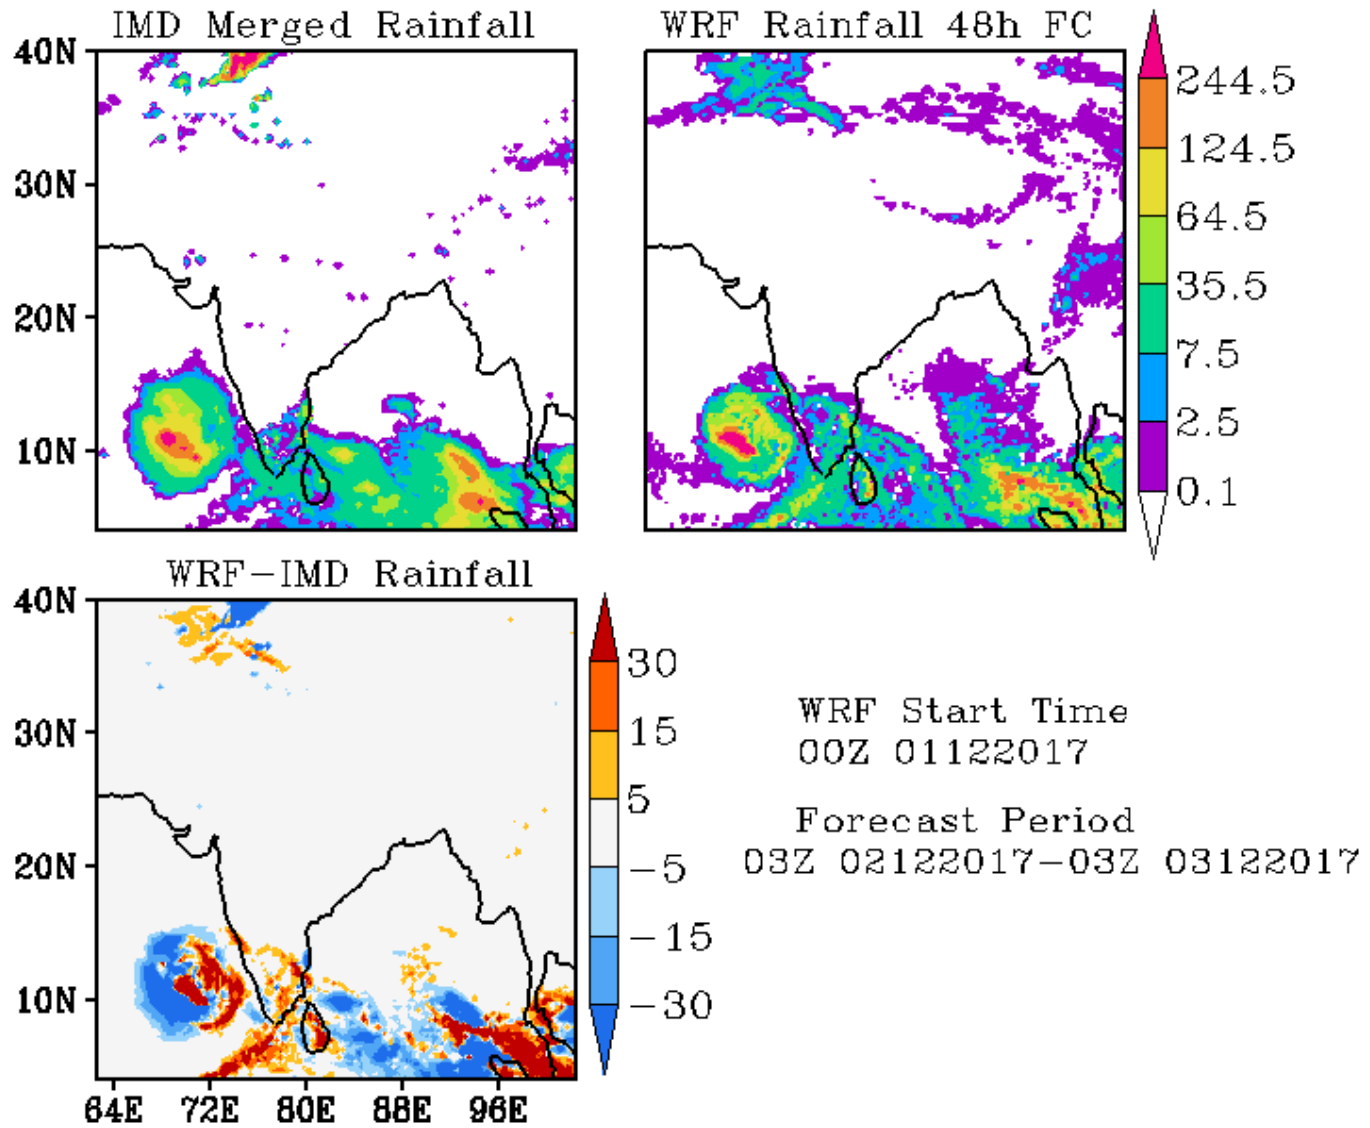 IMD Merged Rainfall
WRF Rainfall 48h FC
40N
30N
20N
10N
244.5
124.5
64.5
35.5
7.5
2.5
0.1
WRF-IMD Rainfall
40N
30N
20N
10N
64E 72E 80E 88E 96E
30
15
5
-5
-15
-30
WRF Start Time
00Z 01122017
Forecast Period
03Z 02122017-03Z 03122017